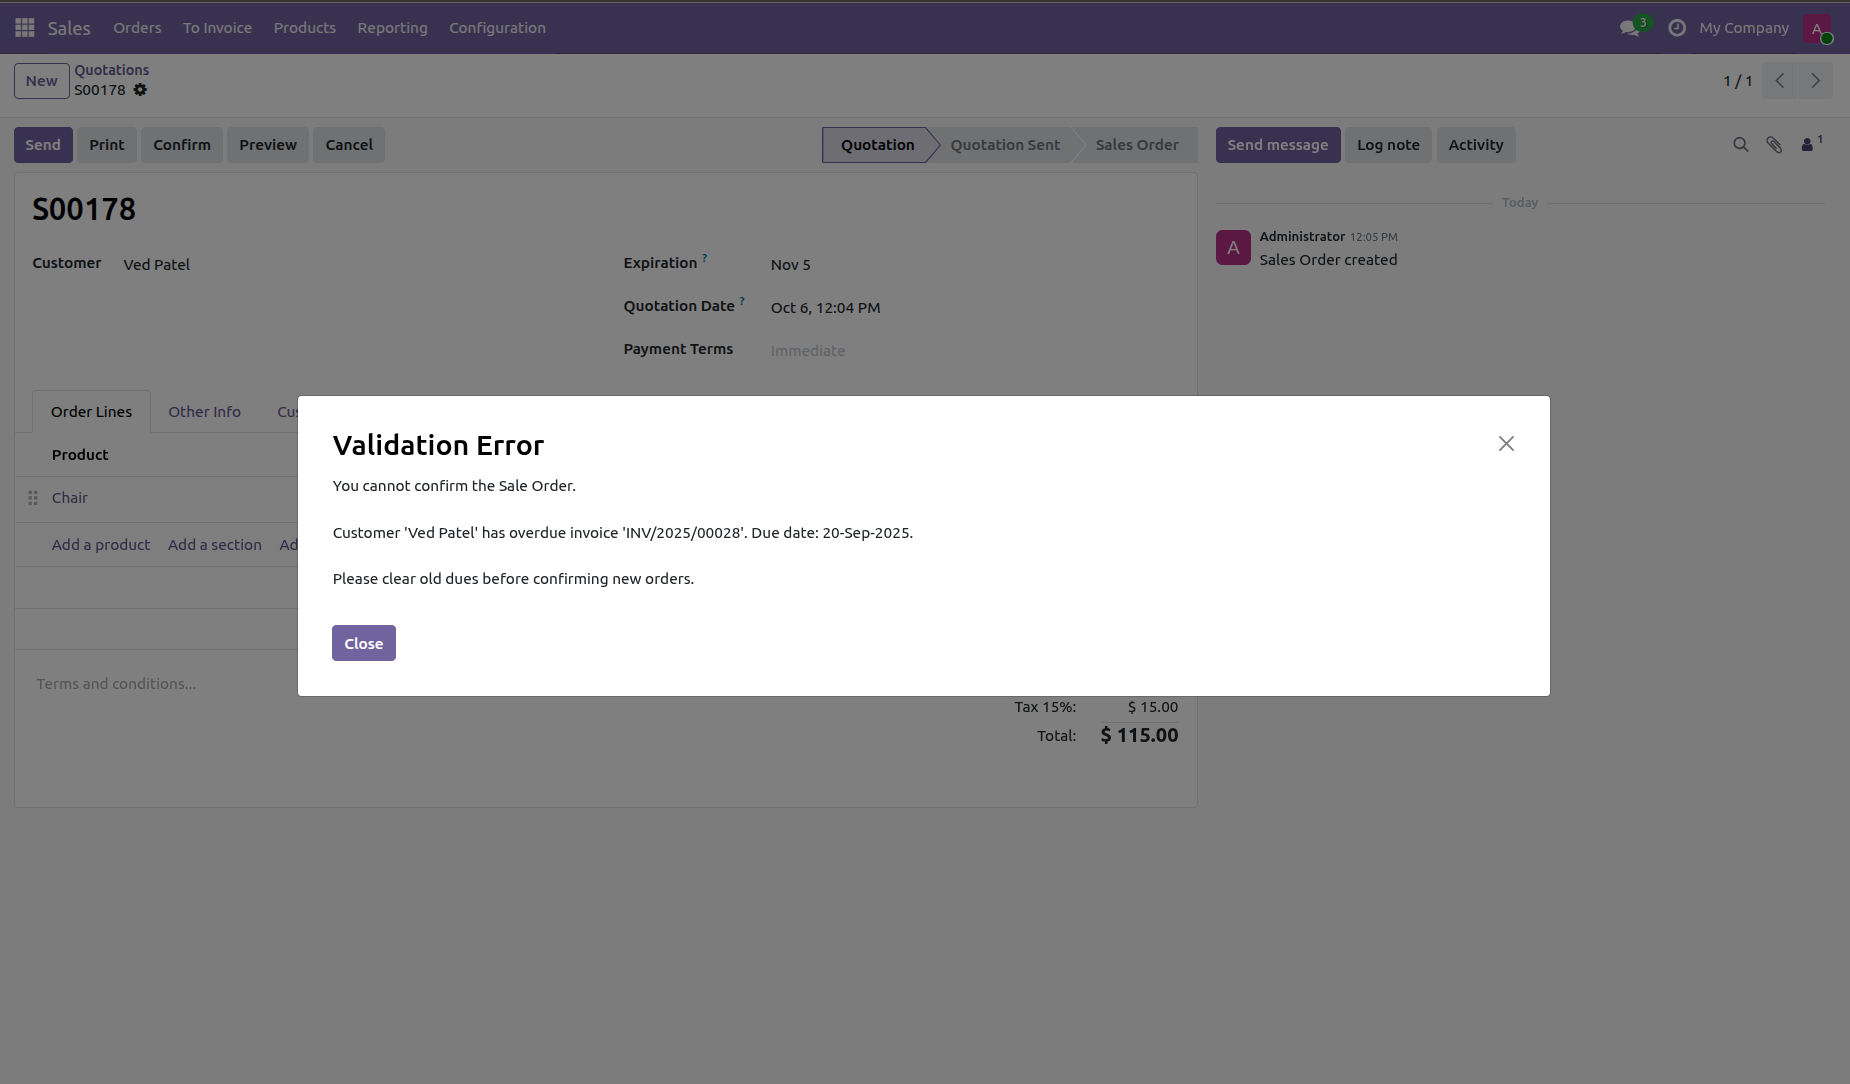 Sales Orders To Invoice Products Reporting Configuration 3 My Company A
New Quotations
S00178
1 / 1
Send Print Confirm Preview Cancel Quotation Quotation Sent Sales Order Send message Log note Activity 1
S00178
Customer Ved Patel
Expiration ? Nov 5
Quotation Date ? Oct 6, 12:04 PM
Payment Terms Immediate
Today
A Administrator 12:05 PM
Sales Order created
Order Lines Other Info
Product
Chair
Add a product Add a section
Validation Error
You cannot confirm the Sale Order.
Customer 'Ved Patel' has overdue invoice 'INV/2025/00028'. Due date: 20-Sep-2025.
Please clear old dues before confirming new orders.
Close
Terms and conditions...
Tax 15%: $ 15.00
Total: $ 115.00